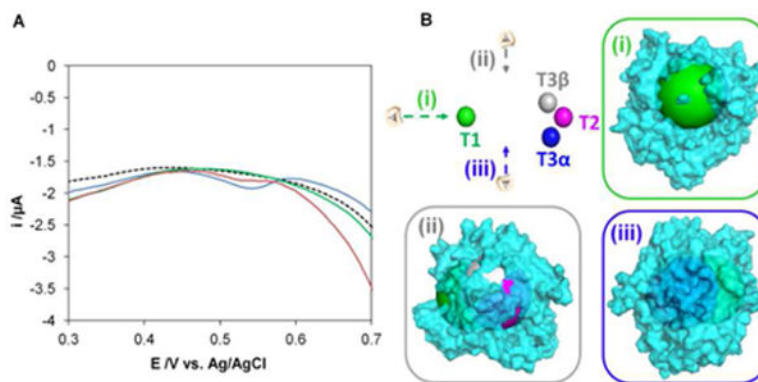 A
0
-0.5
-1
-1.5
-2
-2.5
-3
-3.5
-4
i /µA
0.3 0.4 0.5 0.6 0.7
E /V vs. Ag/AgCl
B
(ii)
T3β
(i)
T1
T2
(iii)
T3α
(i)
(ii)
(iii)